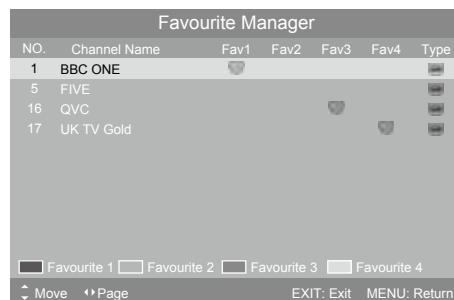 Favourite Manager
NO. Channel Name Fav1 Fav2 Fav3 Fav4 Type
1 BBC ONE
5 FIVE
16 QVC
17 UK TV Gold
Favourite 1 Favourite 2 Favourite 3 Favourite 4
Move Page EXIT: Exit MENU: Return